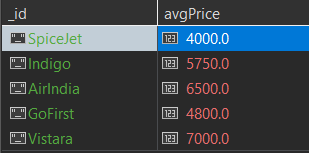 _id avgPrice
SpiceJet 4000.0
Indigo 5750.0
AirIndia 6500.0
GoFirst 4800.0
Vistara 7000.0